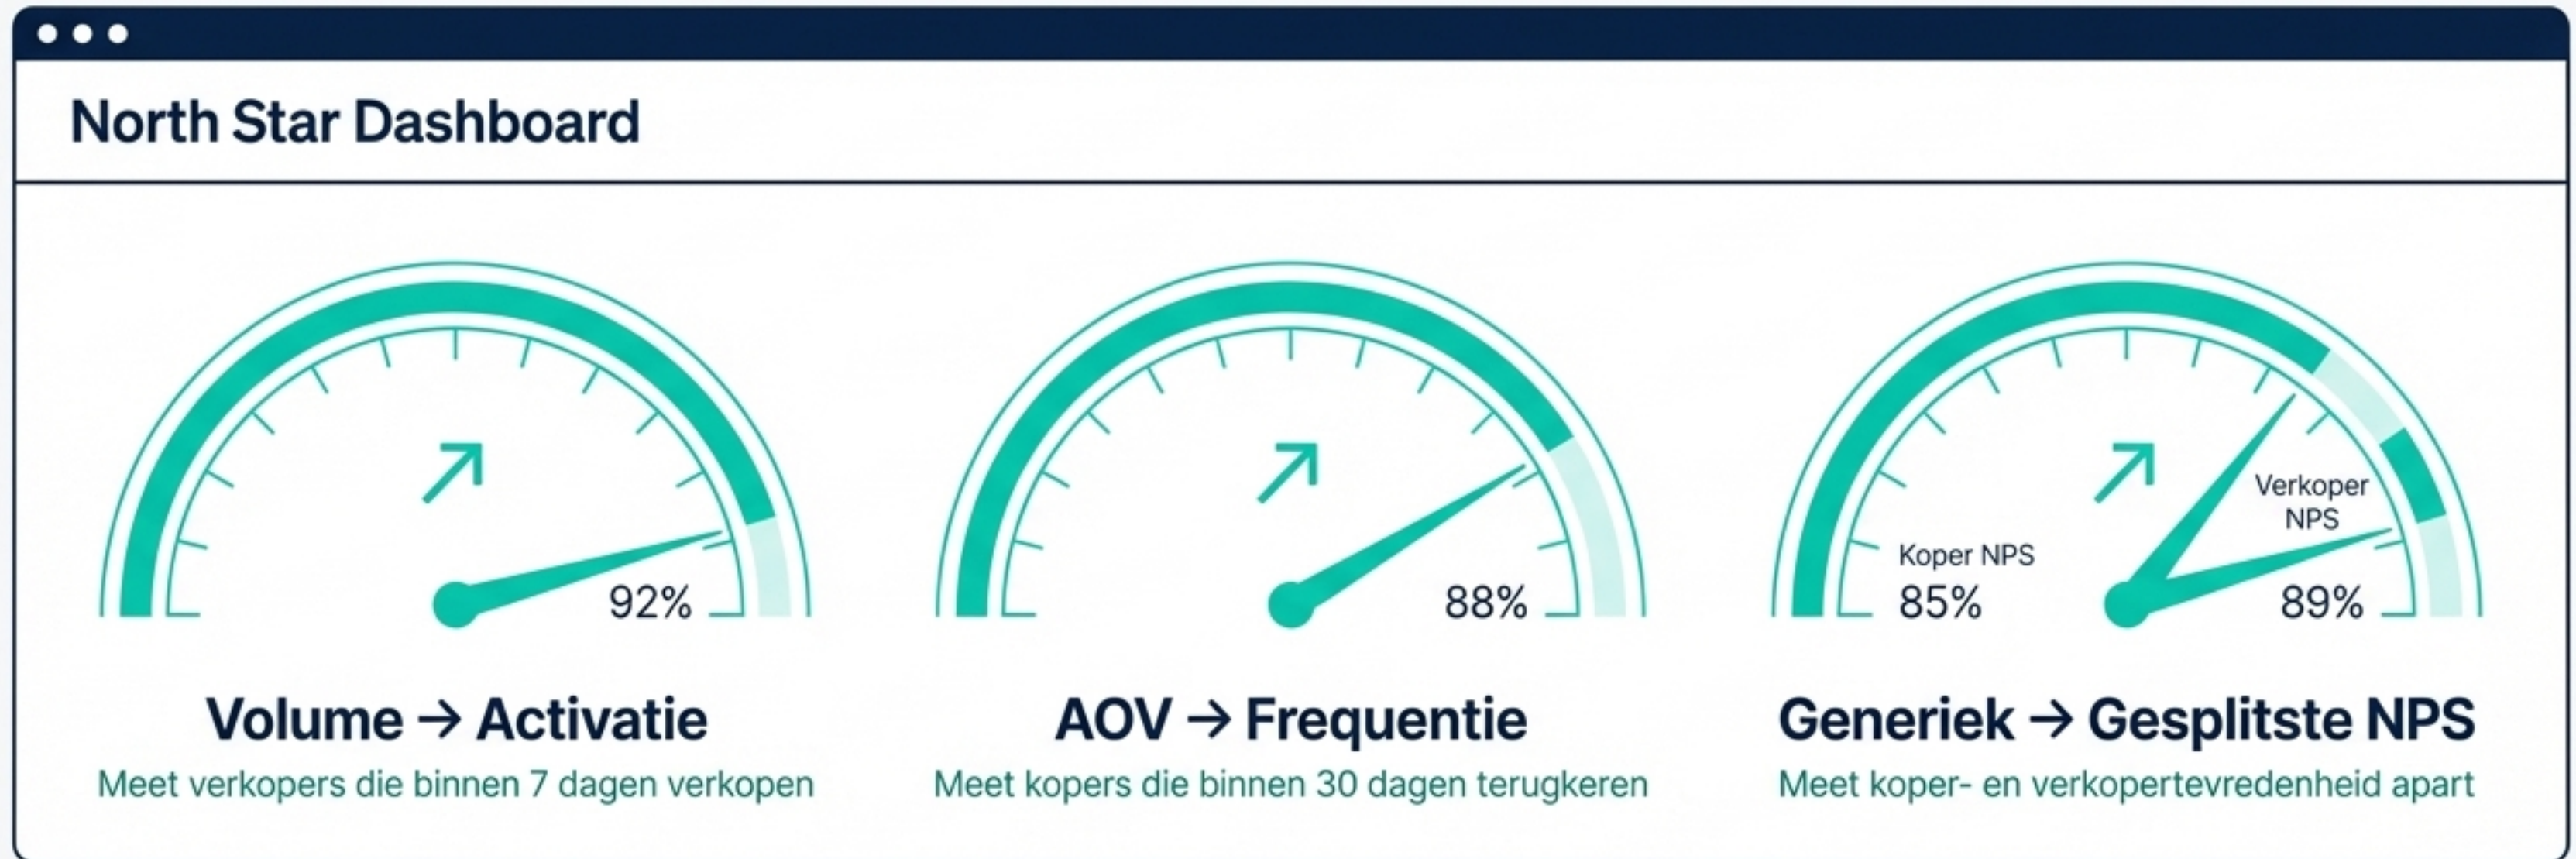 North Star Dashboard
92%
88%
Koper NPS
85%
Verkoper
NPS
89%
Volume → Activatie
Meet verkopers die binnen 7 dagen verkopen
AOV → Frequentie
Meet kopers die binnen 30 dagen terugkeren
Generiek → Gesplitste NPS
Meet koper- en verkopertevredenheid apart